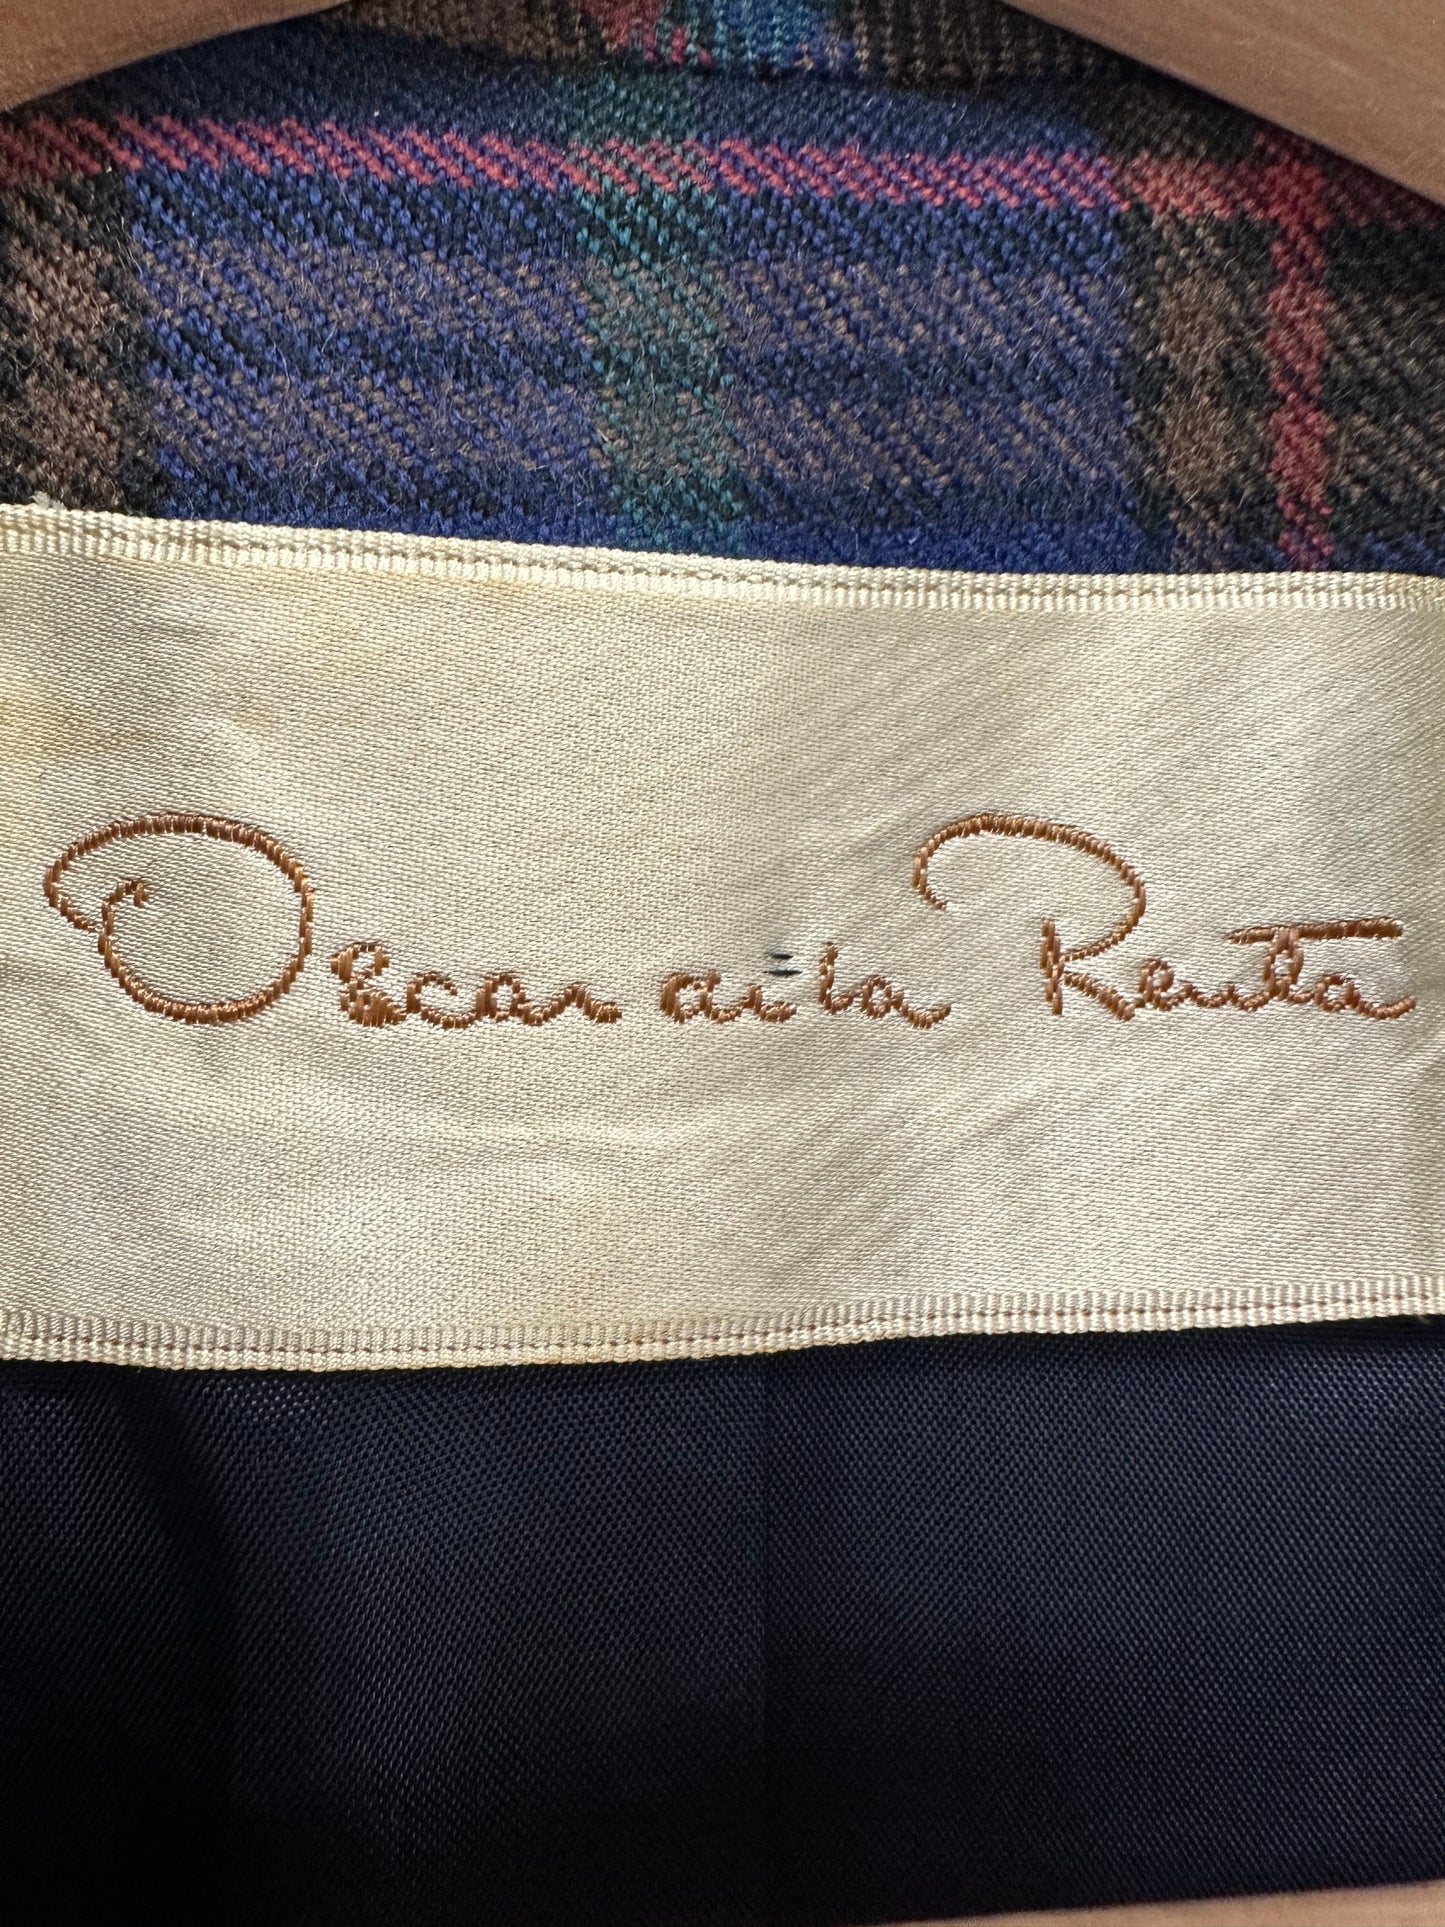 Oscar de la Renta